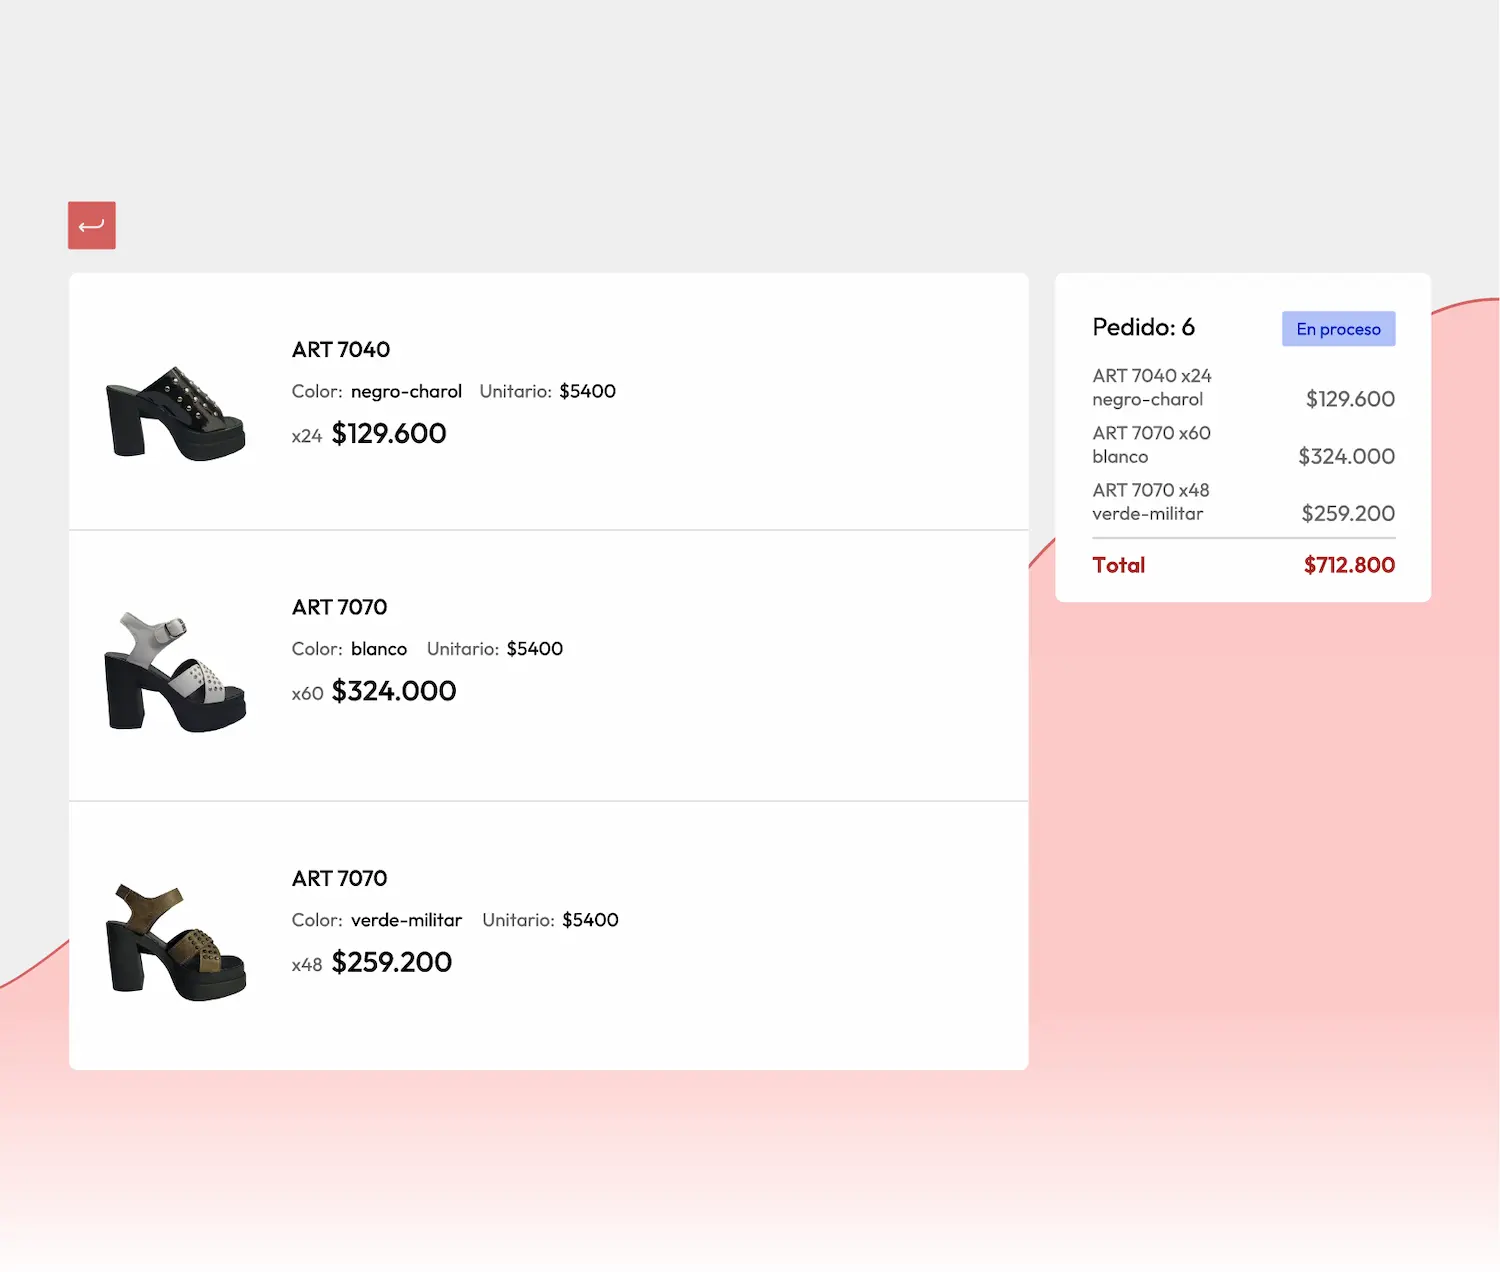 ART 7040
Color: negro-charol Unitario: $5400
x24 $129.600
ART 7070
Color: blanco Unitario: $5400
x60 $324.000
ART 7070
Color: verde-militar Unitario: $5400
x48 $259.200
Pedido: 6 En proceso
ART 7040 x24
negro-charol $129.600
ART 7070 x60
blanco $324.000
ART 7070 x48
verde-militar $259.200
Total $712.800